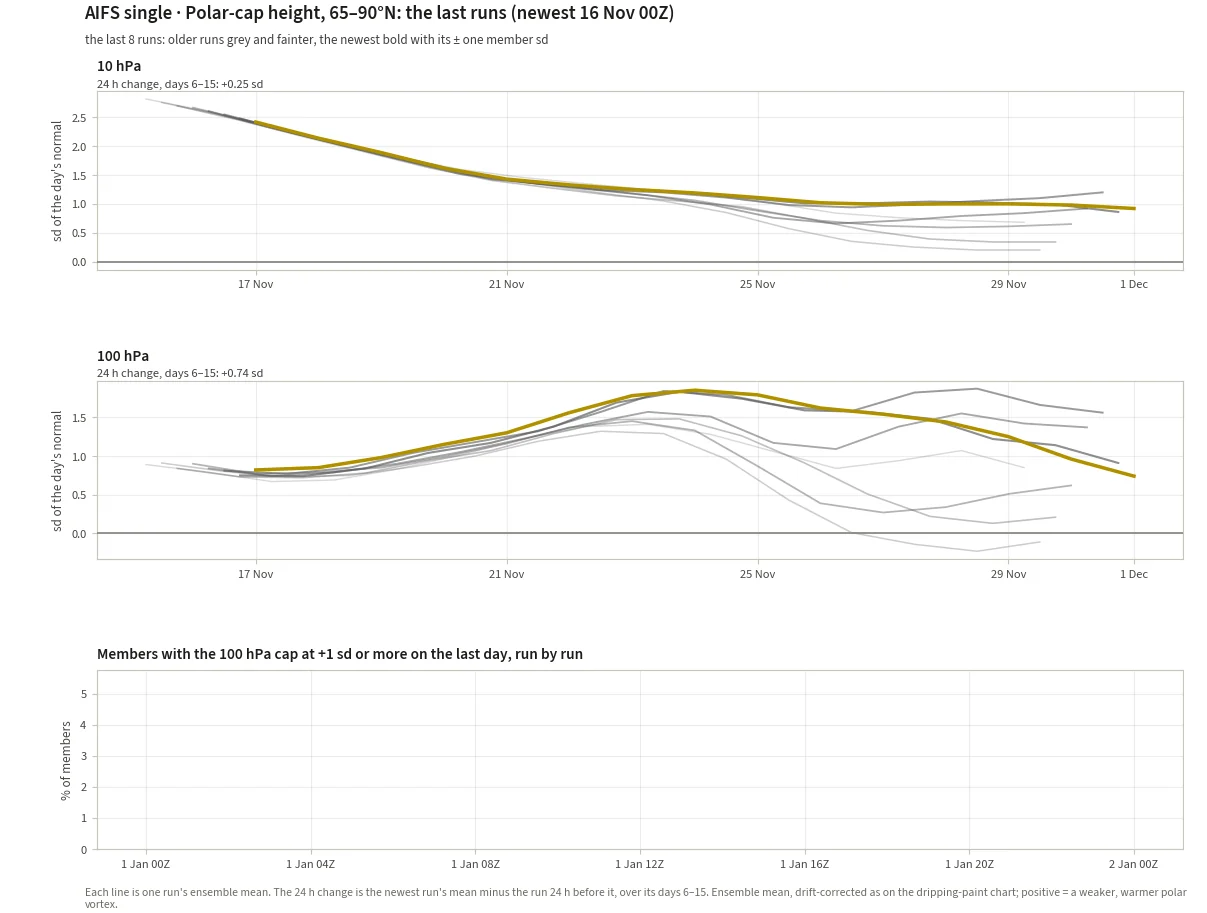 AIFS single · Polar-cap height, 65–90°N: the last runs (newest 16 Nov 00Z)
the last 8 runs: older runs grey and fainter, the newest bold with its ± one member sd
10 hPa
24 h change, days 6–15: +0.25 sd
sd of the day's normal
2.5
2.0
1.5
1.0
0.5
0.0
17 Nov
21 Nov
25 Nov
29 Nov
1 Dec
100 hPa
24 h change, days 6–15: +0.74 sd
sd of the day's normal
1.5
1.0
0.5
0.0
17 Nov
21 Nov
25 Nov
29 Nov
1 Dec
Members with the 100 hPa cap at +1 sd or more on the last day, run by run
% of members
5
4
3
2
1
0
1 Jan 00Z
1 Jan 04Z
1 Jan 08Z
1 Jan 12Z
1 Jan 16Z
1 Jan 20Z
2 Jan 00Z
Each line is one run's ensemble mean. The 24 h change is the newest run's mean minus the run 24 h before it, over its days 6–15. Ensemble mean, drift-corrected as on the dripping-paint chart; positive = a weaker, warmer polar
vortex.